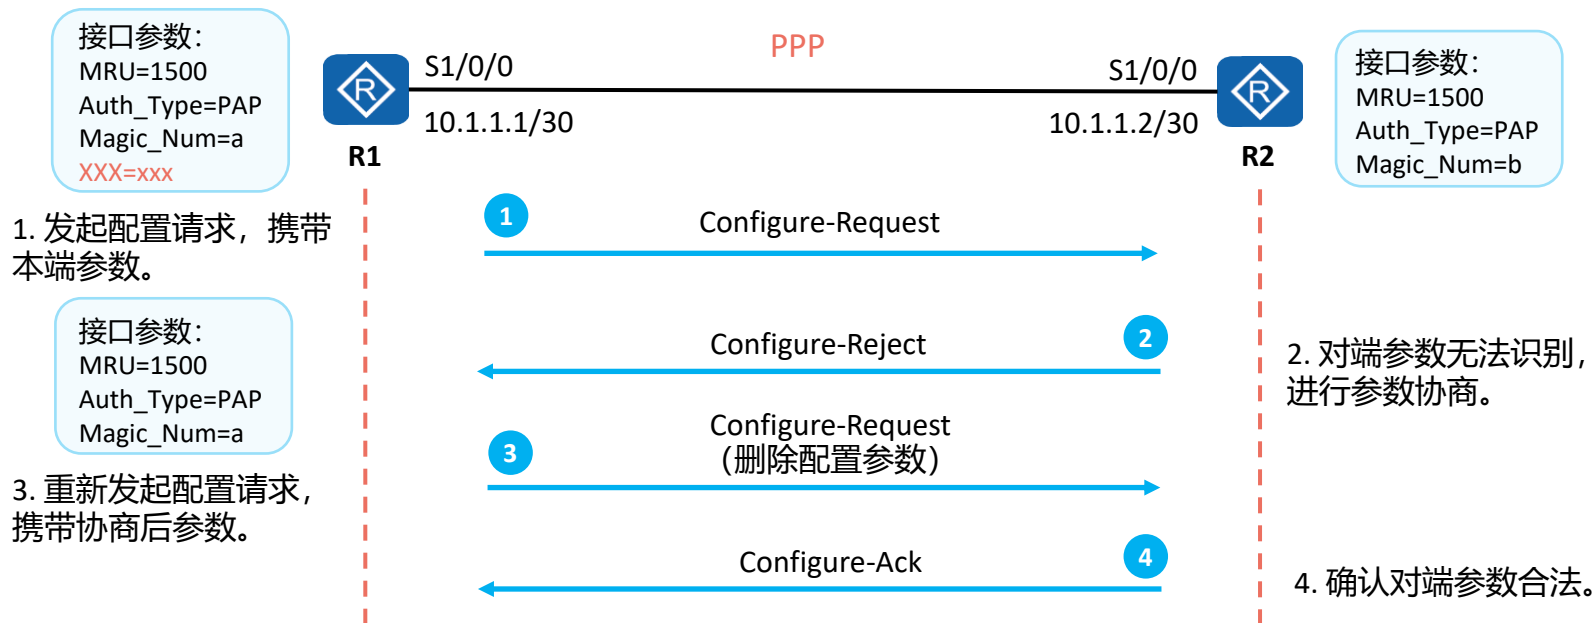 接口参数：
MRU=1500
Auth_Type=PAP
Magic_Num=a
XXX=xxx
R
S1/0/0
10.1.1.1/30
R1
PPP
S1/0/0
10.1.1.2/30
R
R2
接口参数：
MRU=1500
Auth_Type=PAP
Magic_Num=b
1. 发起配置请求，携带
本端参数。
1
Configure-Request
接口参数：
MRU=1500
Auth_Type=PAP
Magic_Num=a
Configure-Reject
2
2. 对端参数无法识别，
进行参数协商。
3. 重新发起配置请求，
携带协商后参数。
3
Configure-Request
（删除配置参数）
Configure-Ack
4
4. 确认对端参数合法。